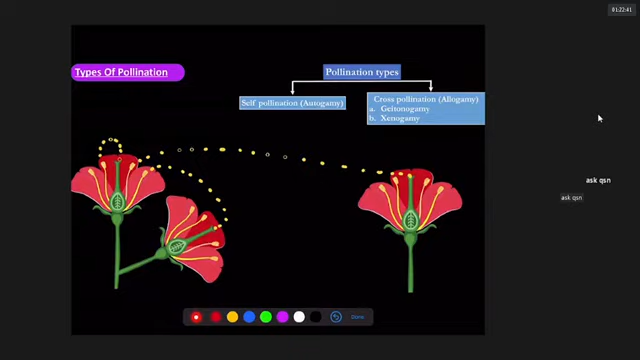 01:22:41
Types Of Pollination
Pollination types
Self pollination (Autogamy)
Cross pollination (Allogamy)
a. Geitonogamy
b. Xenogamy
ask qsn
ask qsn
Done